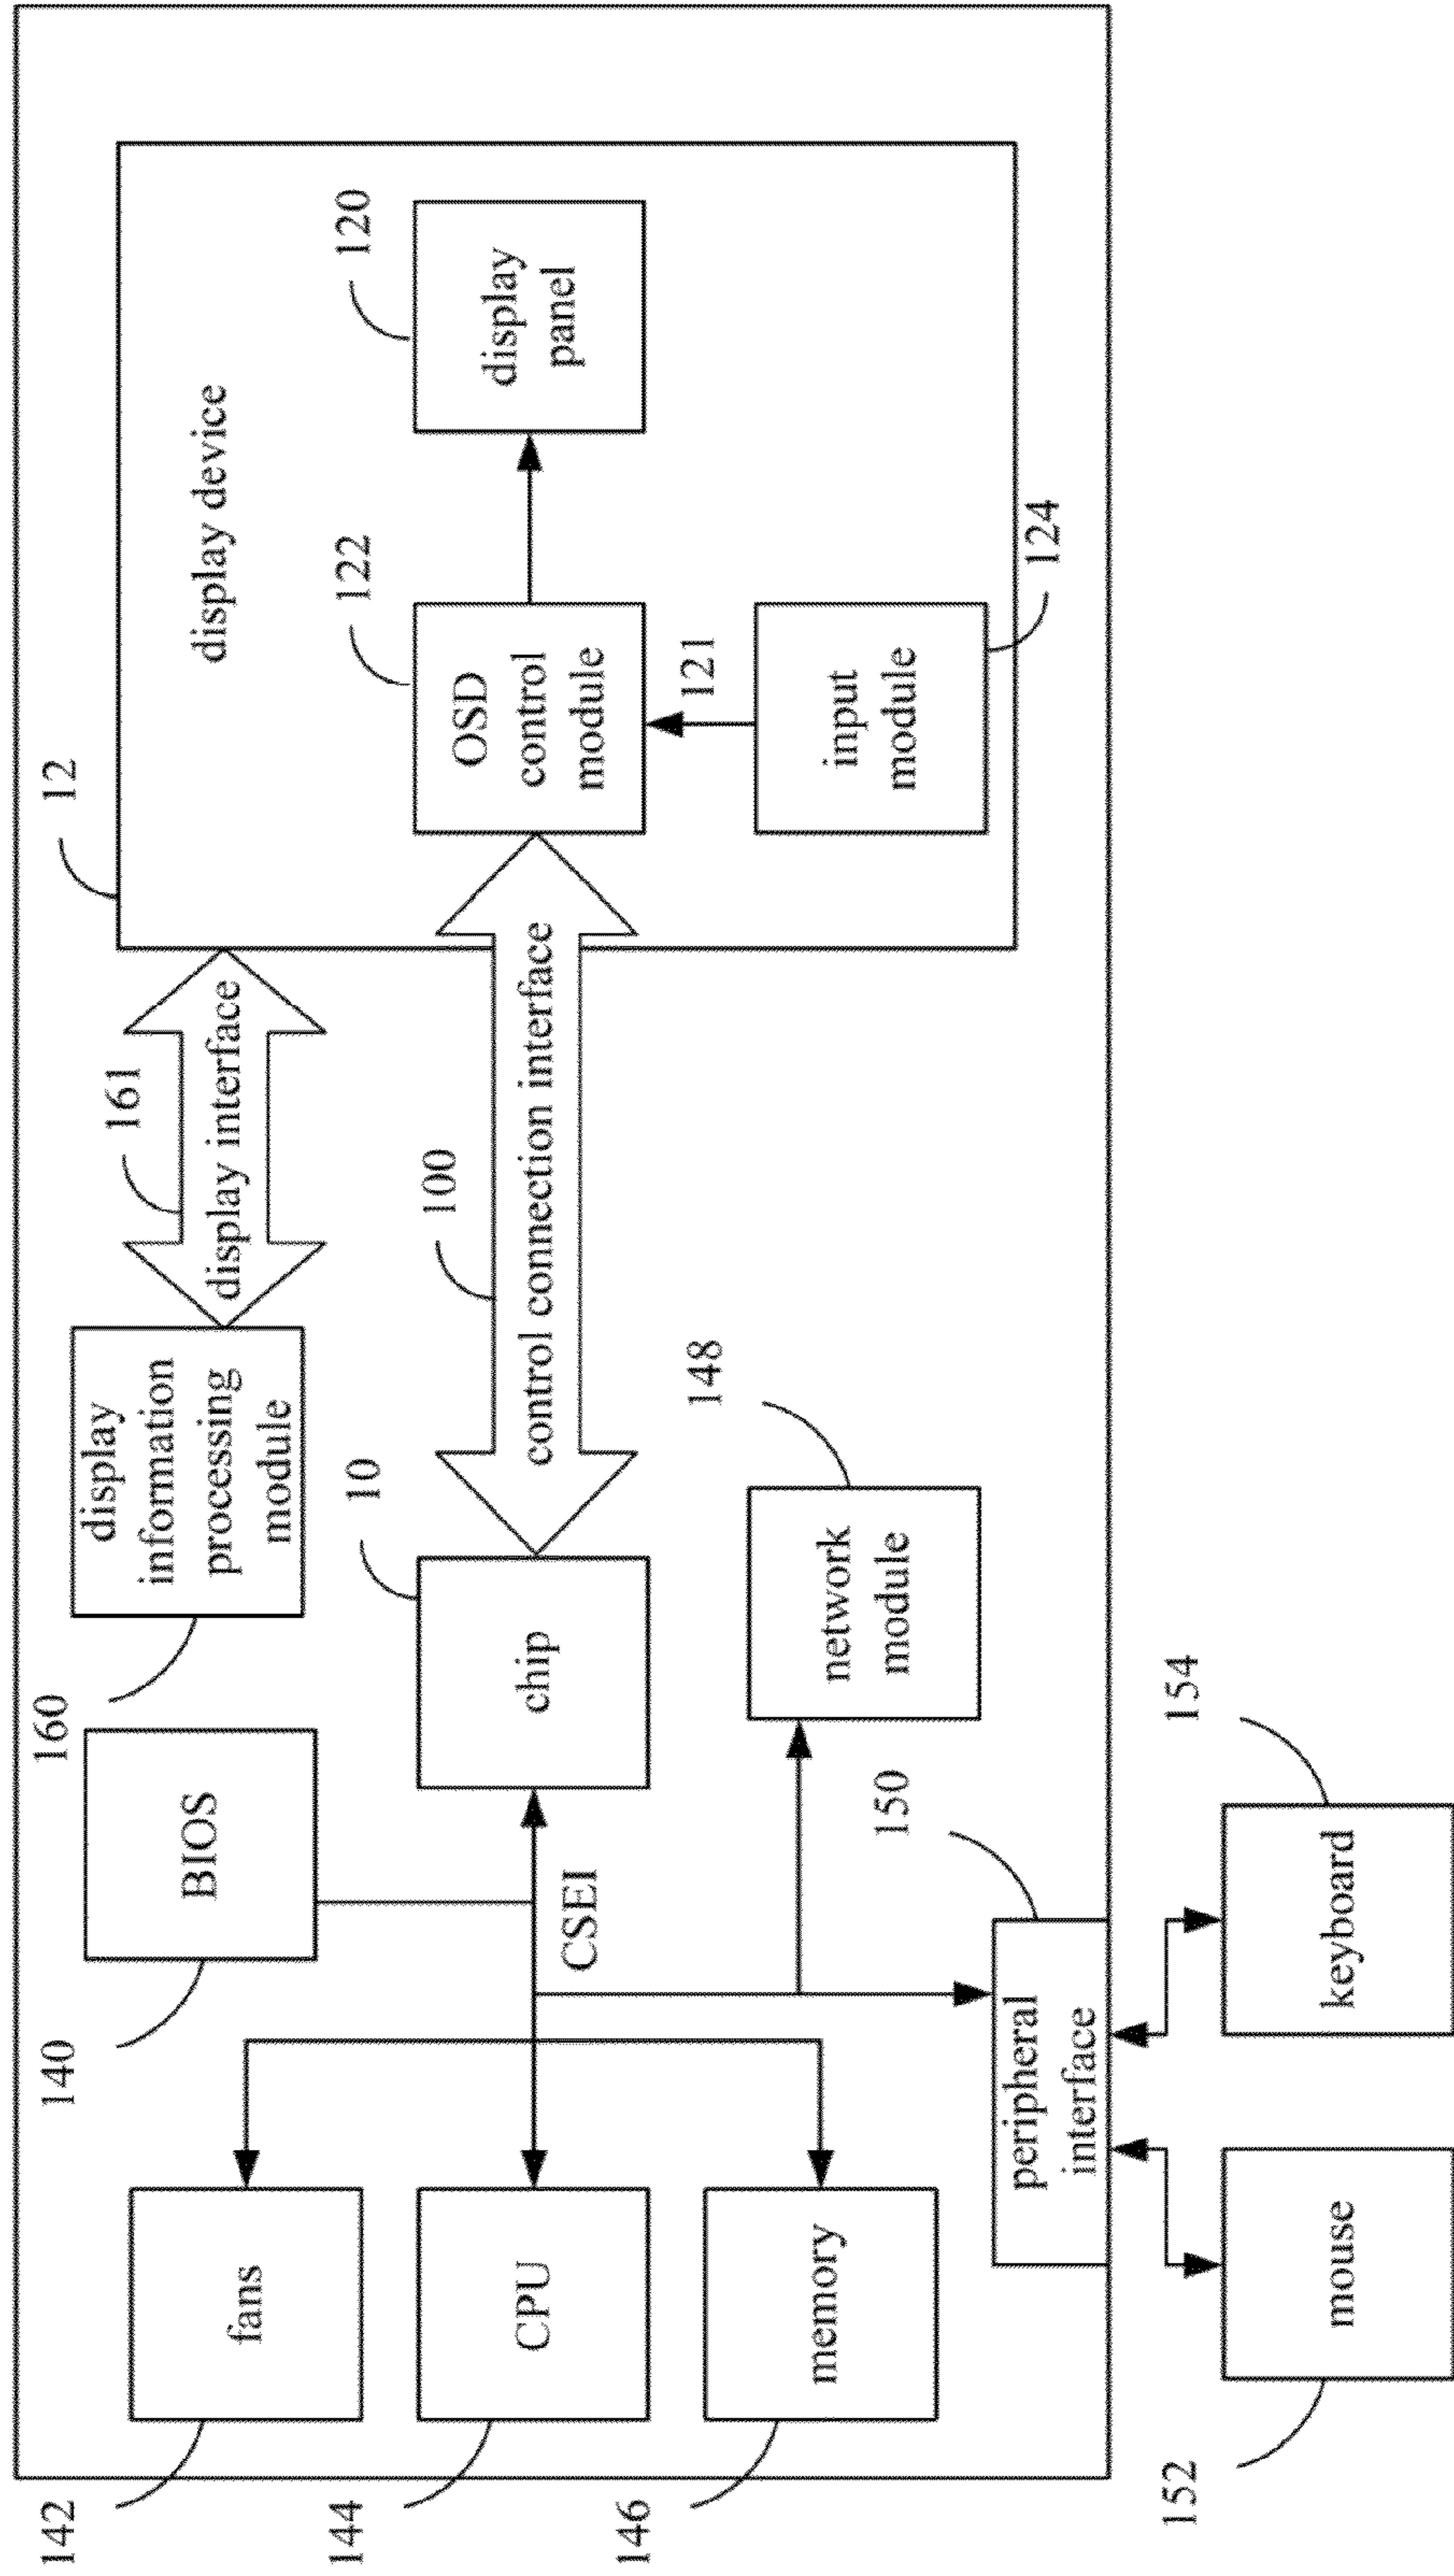 12
display device
120
display
panel
122
OSD
control
module
121
input
module
124
161
display interface
100
control connection interface
160
display
information
processing
module
10
chip
148
network
module
140
BIOS
CSEI
142
fans
144
CPU
146
memory
150
peripheral
interface
152
mouse
154
keyboard